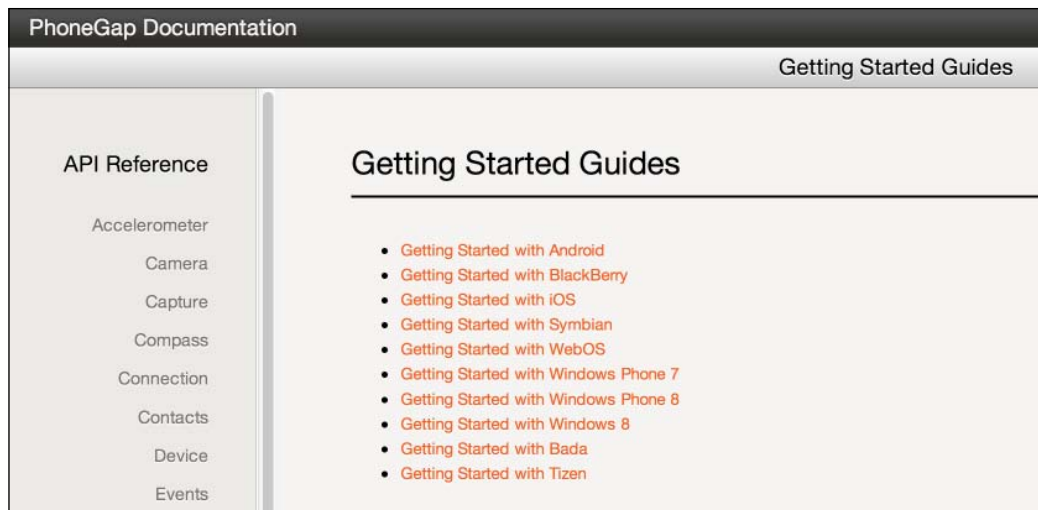 PhoneGap Documentation
Getting Started Guides
API Reference
Accelerometer
Camera
Capture
Compass
Connection
Contacts
Device
Events
Getting Started Guides
Getting Started with Android
Getting Started with BlackBerry
Getting Started with iOS
Getting Started with Symbian
Getting Started with WebOS
Getting Started with Windows Phone 7
Getting Started with Windows Phone 8
Getting Started with Windows 8
Getting Started with Bada
Getting Started with Tizen